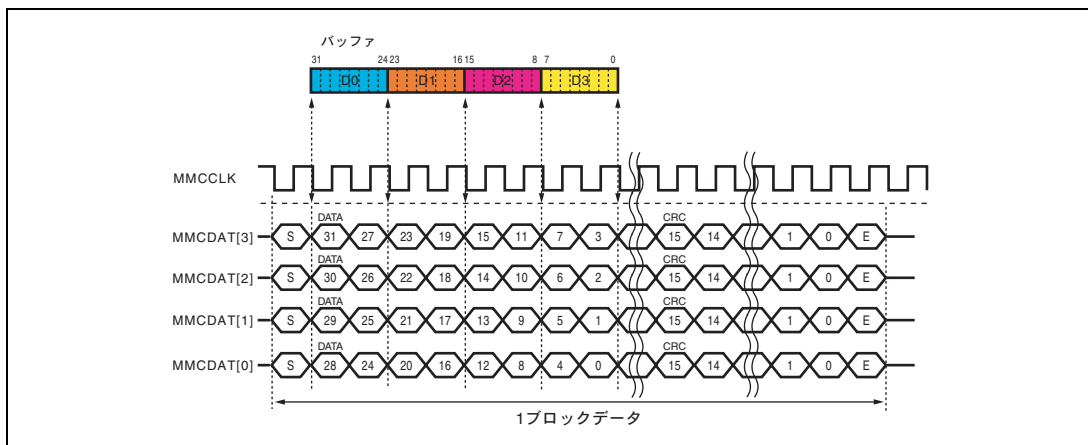 バッファ
31 24 23 16 15 8 7 0
D0 D1 D2 D3
MMCCLK
DATA CRC
MMCDAT[3] S 31 27 23 19 15 11 7 3 15 14 1 0 E
DATA CRC
MMCDAT[2] S 30 26 22 18 14 10 6 2 15 14 1 0 E
DATA CRC
MMCDAT[1] S 29 25 21 17 13 9 5 1 15 14 1 0 E
DATA CRC
MMCDAT[0] S 28 24 20 16 12 8 4 0 15 14 1 0 E
1ブロックデータ